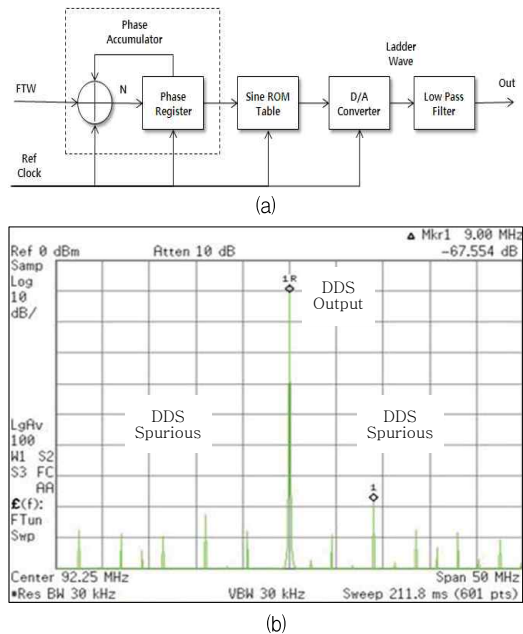 Phase
Accumulator
Ladder
Wave
FTW
N
Phase
Register
Sine ROM
Table
D/A
Converter
Low Pass
Filter
Out
Ref
Clock
(a)
Δ Mkr1 9.00 MHz
Ref 0 dBm Atten 10 dB -67.554 dB
Samp
Log
10
dB/
1R
DDS
Output
DDS
Spurious
DDS
Spurious
LgAv
100
W1 S2
S3 FC
AA
£(f):
FTun
Swp
1
Center 92.25 MHz Span 50 MHz
*Res BW 30 kHz VBW 30 kHz Sweep 211.8 ms (601 pts)
(b)